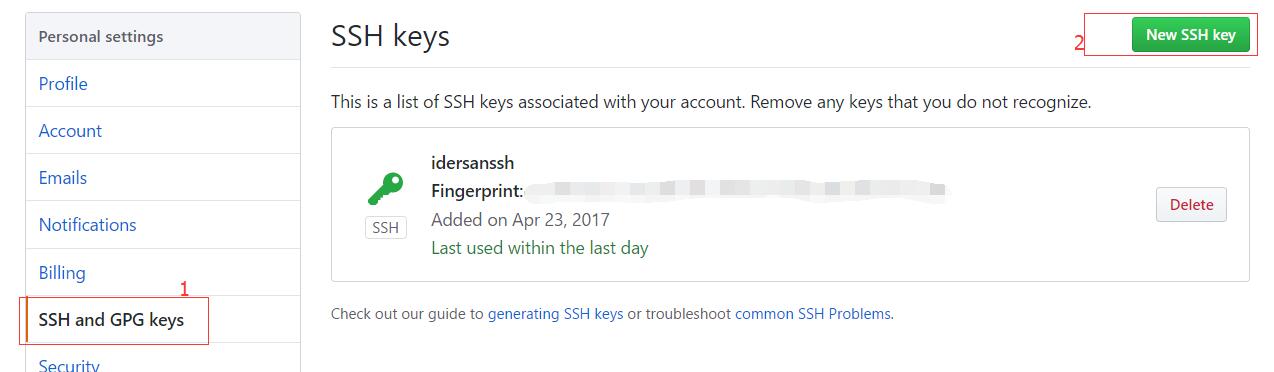 Personal settings
Profile
Account
Emails
Notifications
Billing
1
SSH and GPG keys
Security
SSH keys
2
New SSH key
This is a list of SSH keys associated with your account. Remove any keys that you do not recognize.
idersanssh
Fingerprint:
SSH
Added on Apr 23, 2017
Last used within the last day
Delete
Check out our guide to generating SSH keys or troubleshoot common SSH Problems.